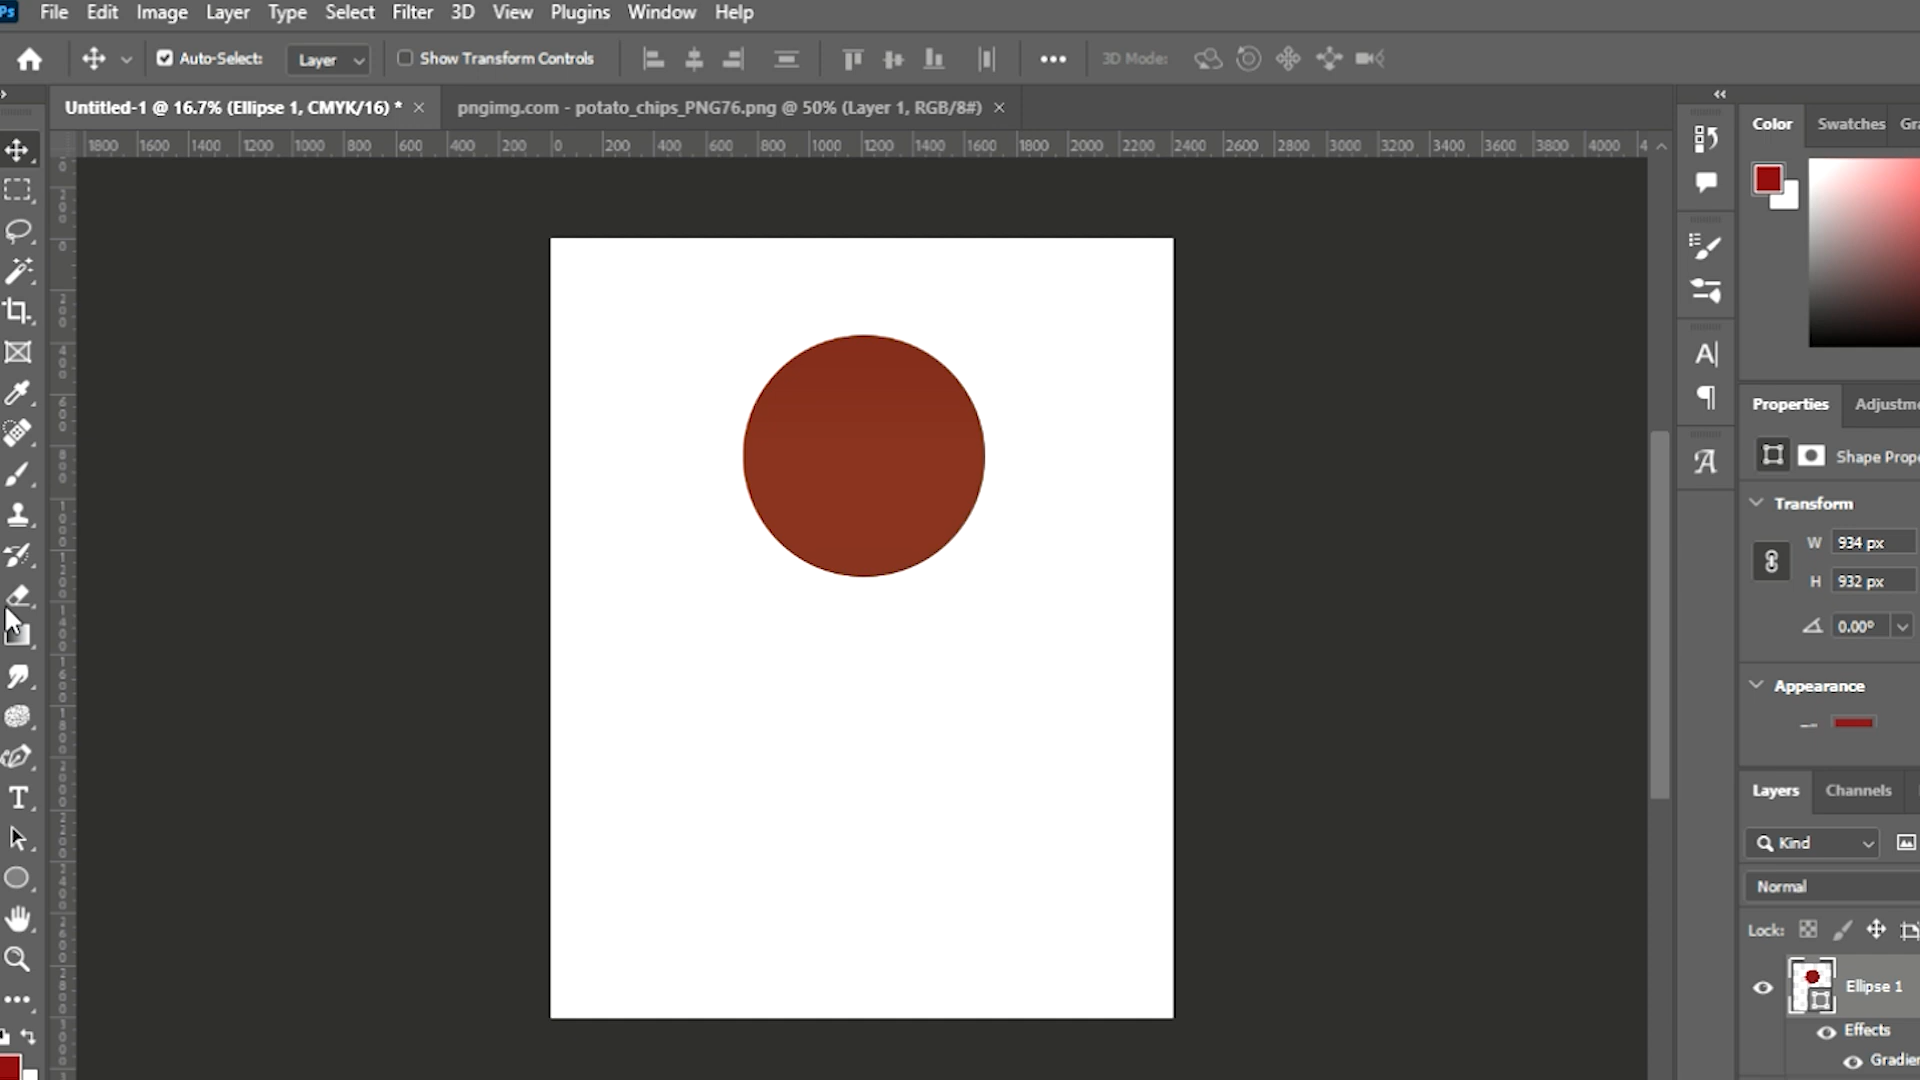 Ps File Edit Image Layer Type Select Filter 3D View Plugins Window Help
Auto-Select: Layer Show Transform Controls 3D Mode:
Untitled-1 @ 16.7% (Ellipse 1, CMYK/16) * × pngimg.com - potato_chips_PNG76.png @ 50% (Layer 1, RGB/8#) ×
1800 1600 1400 1200 1000 800 600 400 200 0 200 400 600 800 1000 1200 1400 1600 1800 2000 2200 2400 2600 2800 3000 3200 3400 3600 3800 4000 4
Color Swatches Gra
Properties Adjustme
Shape Prope
Transform
W 934 px
H 932 px
0.00°
Appearance
Layers Channels
Kind
Normal
Lock:
Ellipse 1
Effects
Gradien